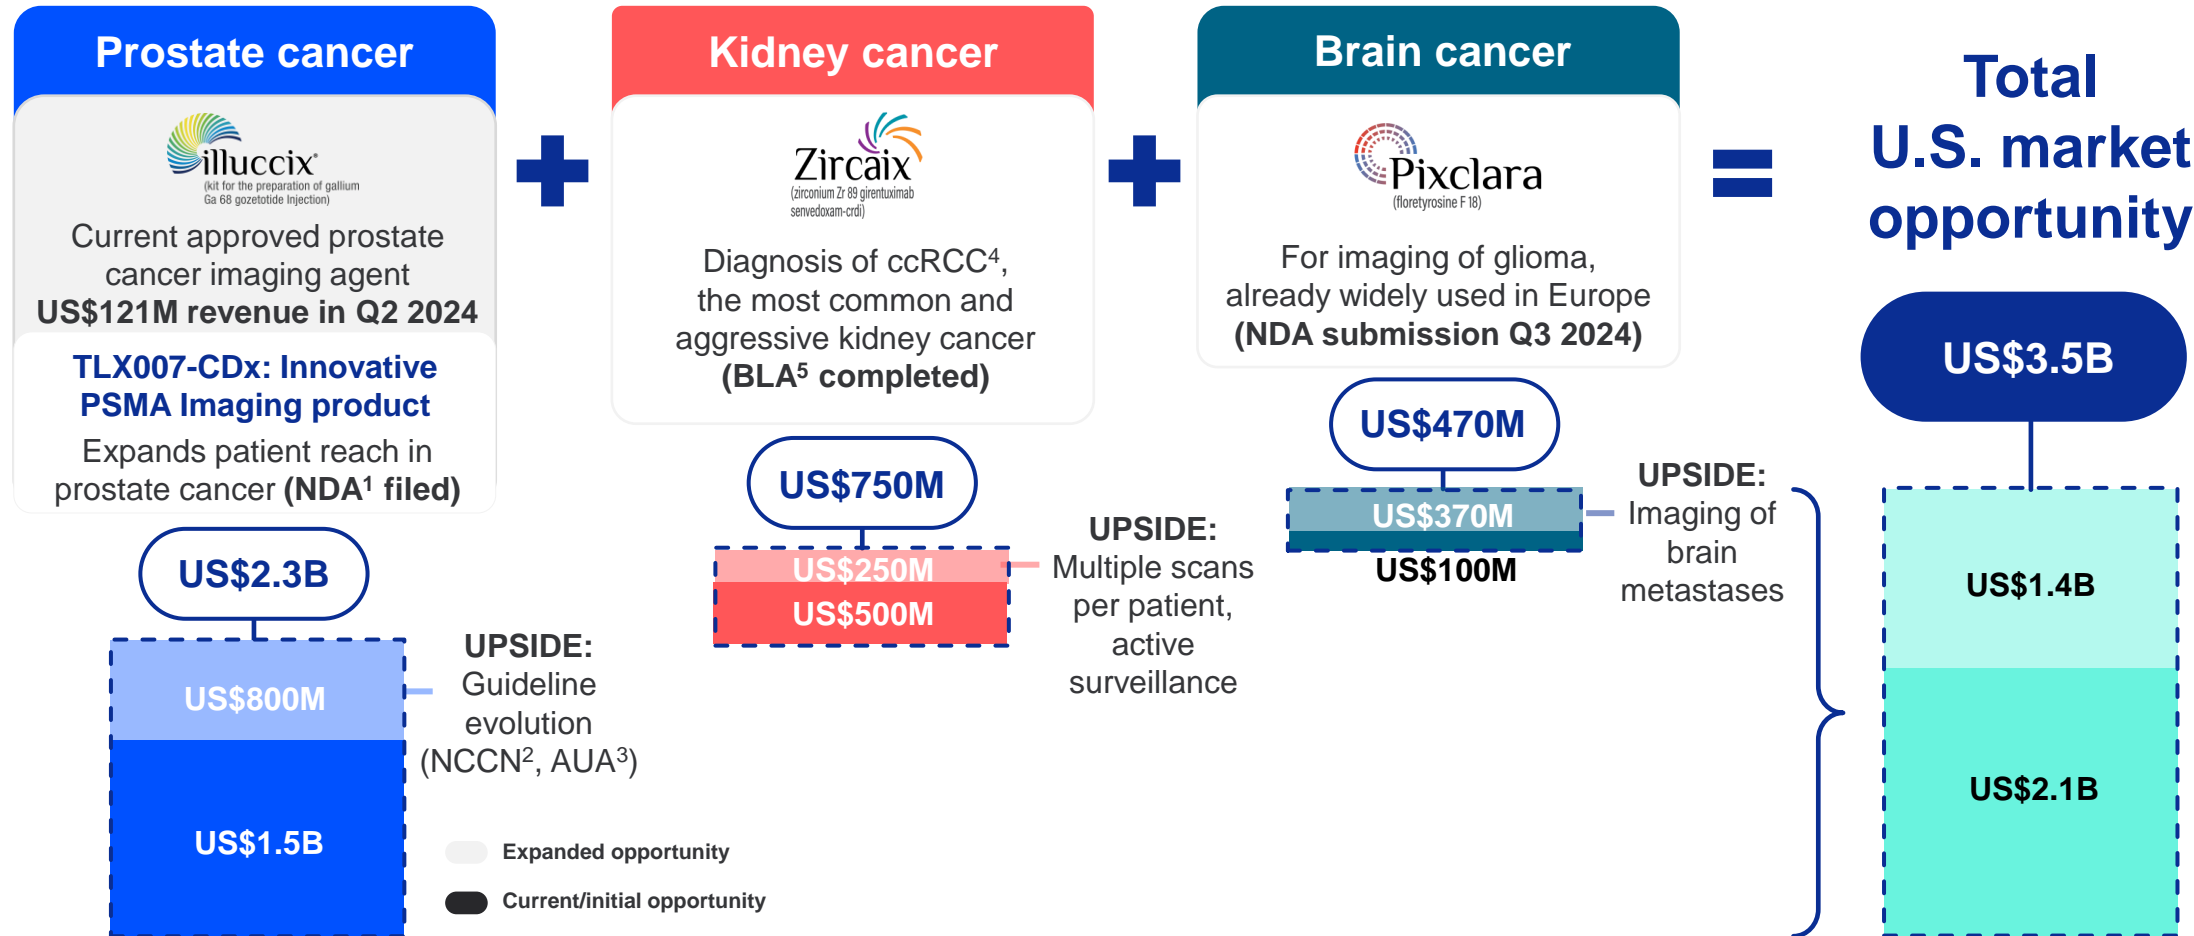 Prostate cancer
illuccix®
(kit for the preparation of gallium
Ga 68 gozetotide Injection)
Current approved prostate
cancer imaging agent
US$121M revenue in Q2 2024
TLX007-CDx: Innovative
PSMA Imaging product
Expands patient reach in
prostate cancer (NDA¹ filed)
US$2.3B
US$800M
US$1.5B
UPSIDE:
Guideline
evolution
(NCCN², AUA³)
Kidney cancer
Zircaix
(zirconium Zr 89 girentuximab
senvedoxam-crdi)
Diagnosis of ccRCC⁴,
the most common and
aggressive kidney cancer
(BLA⁵ completed)
US$750M
US$250M
US$500M
UPSIDE:
Multiple scans
per patient,
active
surveillance
Brain cancer
Pixclara
(floretyrosine F 18)
For imaging of glioma,
already widely used in Europe
(NDA submission Q3 2024)
US$470M
US$370M
US$100M
UPSIDE:
Imaging of
brain
metastases
Total
U.S. market
opportunity
US$3.5B
US$1.4B
US$2.1B
Expanded opportunity
Current/initial opportunity